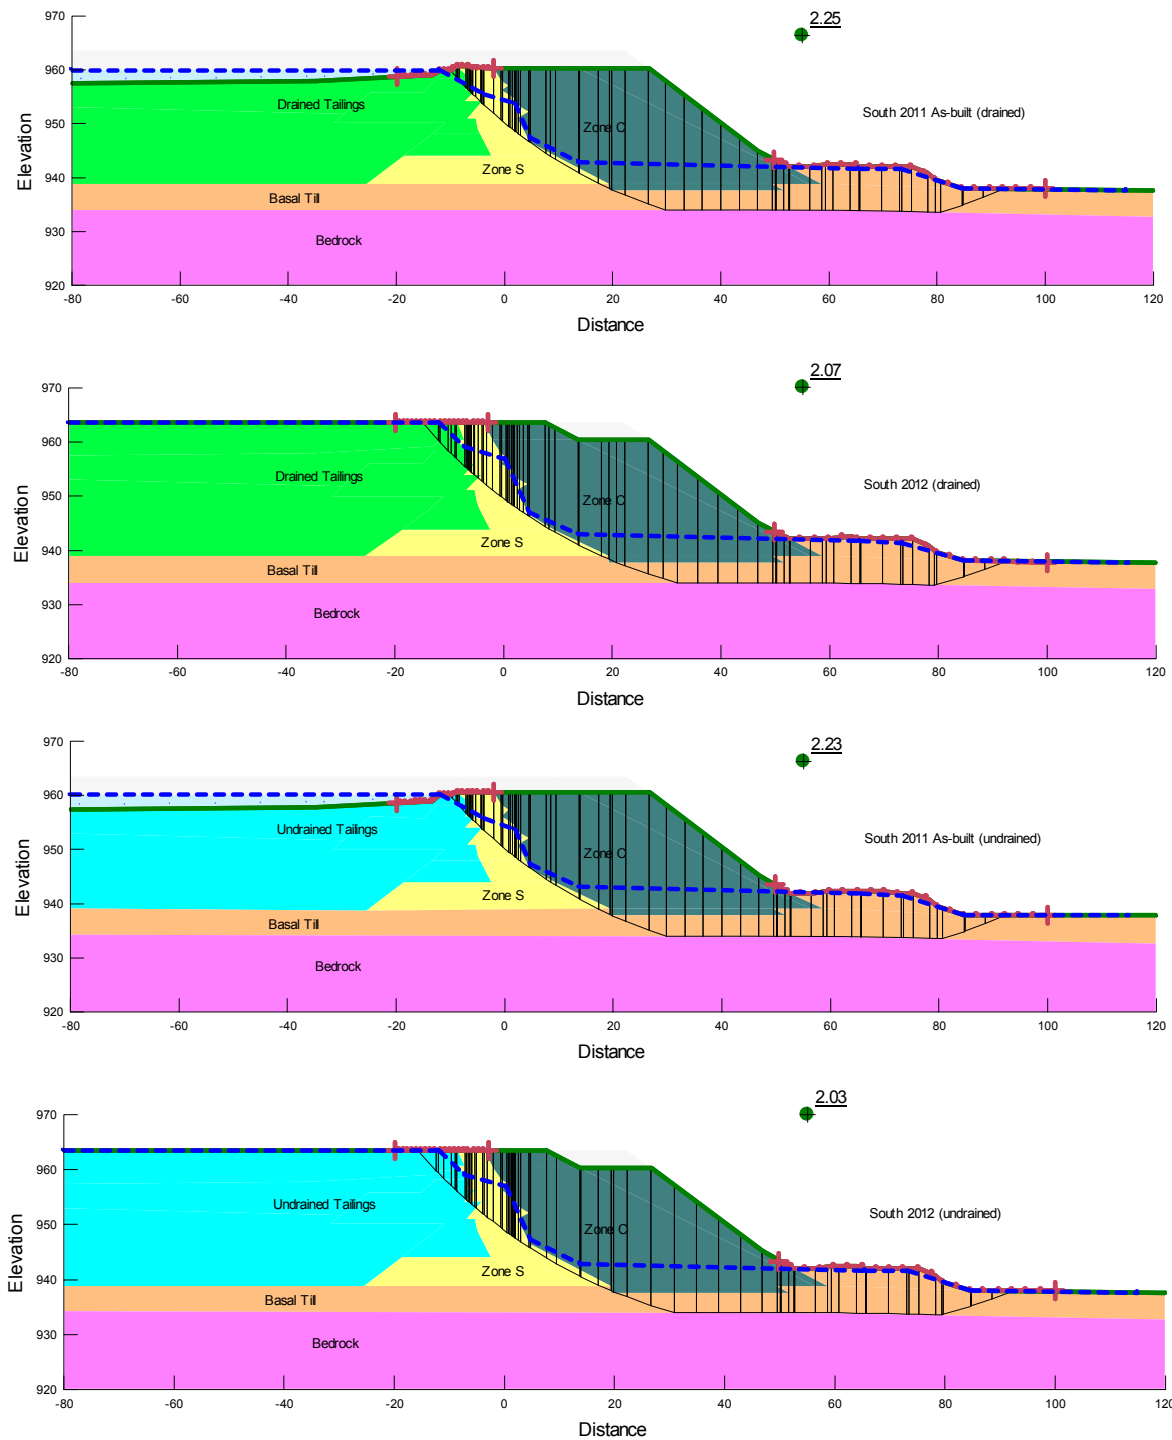 970
960
950
940
930
920
Elevation
2.25
Drained Tailings
Zone C
Zone S
Basal Till
Bedrock
South 2011 As-built (drained)
-80 -60 -40 -20 0 20 40 60 80 100 120
Distance
970
960
950
940
930
920
Elevation
2.07
Drained Tailings
Zone C
Zone S
Basal Till
Bedrock
South 2012 (drained)
-80 -60 -40 -20 0 20 40 60 80 100 120
Distance
970
960
950
940
930
920
Elevation
2.23
Undrained Tailings
Zone C
Zone S
Basal Till
Bedrock
South 2011 As-built (undrained)
-80 -60 -40 -20 0 20 40 60 80 100 120
Distance
970
960
950
940
930
920
Elevation
2.03
Undrained Tailings
Zone C
Zone S
Basal Till
Bedrock
South 2012 (undrained)
-80 -60 -40 -20 0 20 40 60 80 100 120
Distance